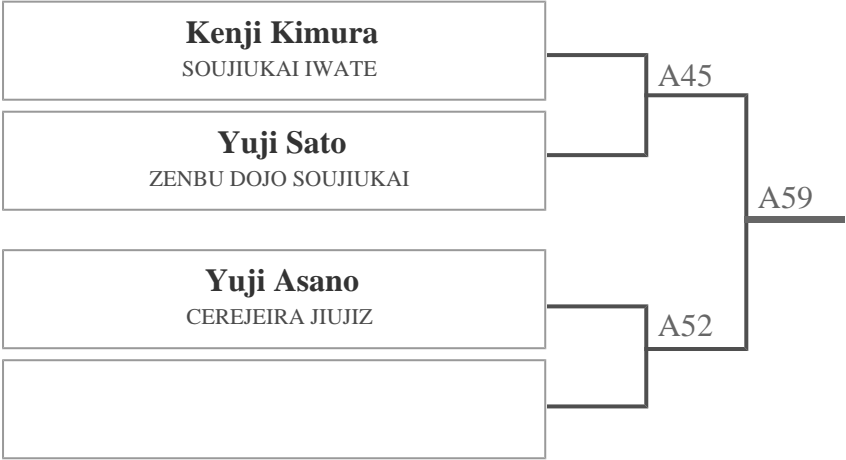 Kenji Kimura
SOUJIUKAI IWATE
A45
Yuji Sato
ZENBU DOJO SOUJIUKAI
A59
Yuji Asano
CEREJEIRA JIUJIZ
A52